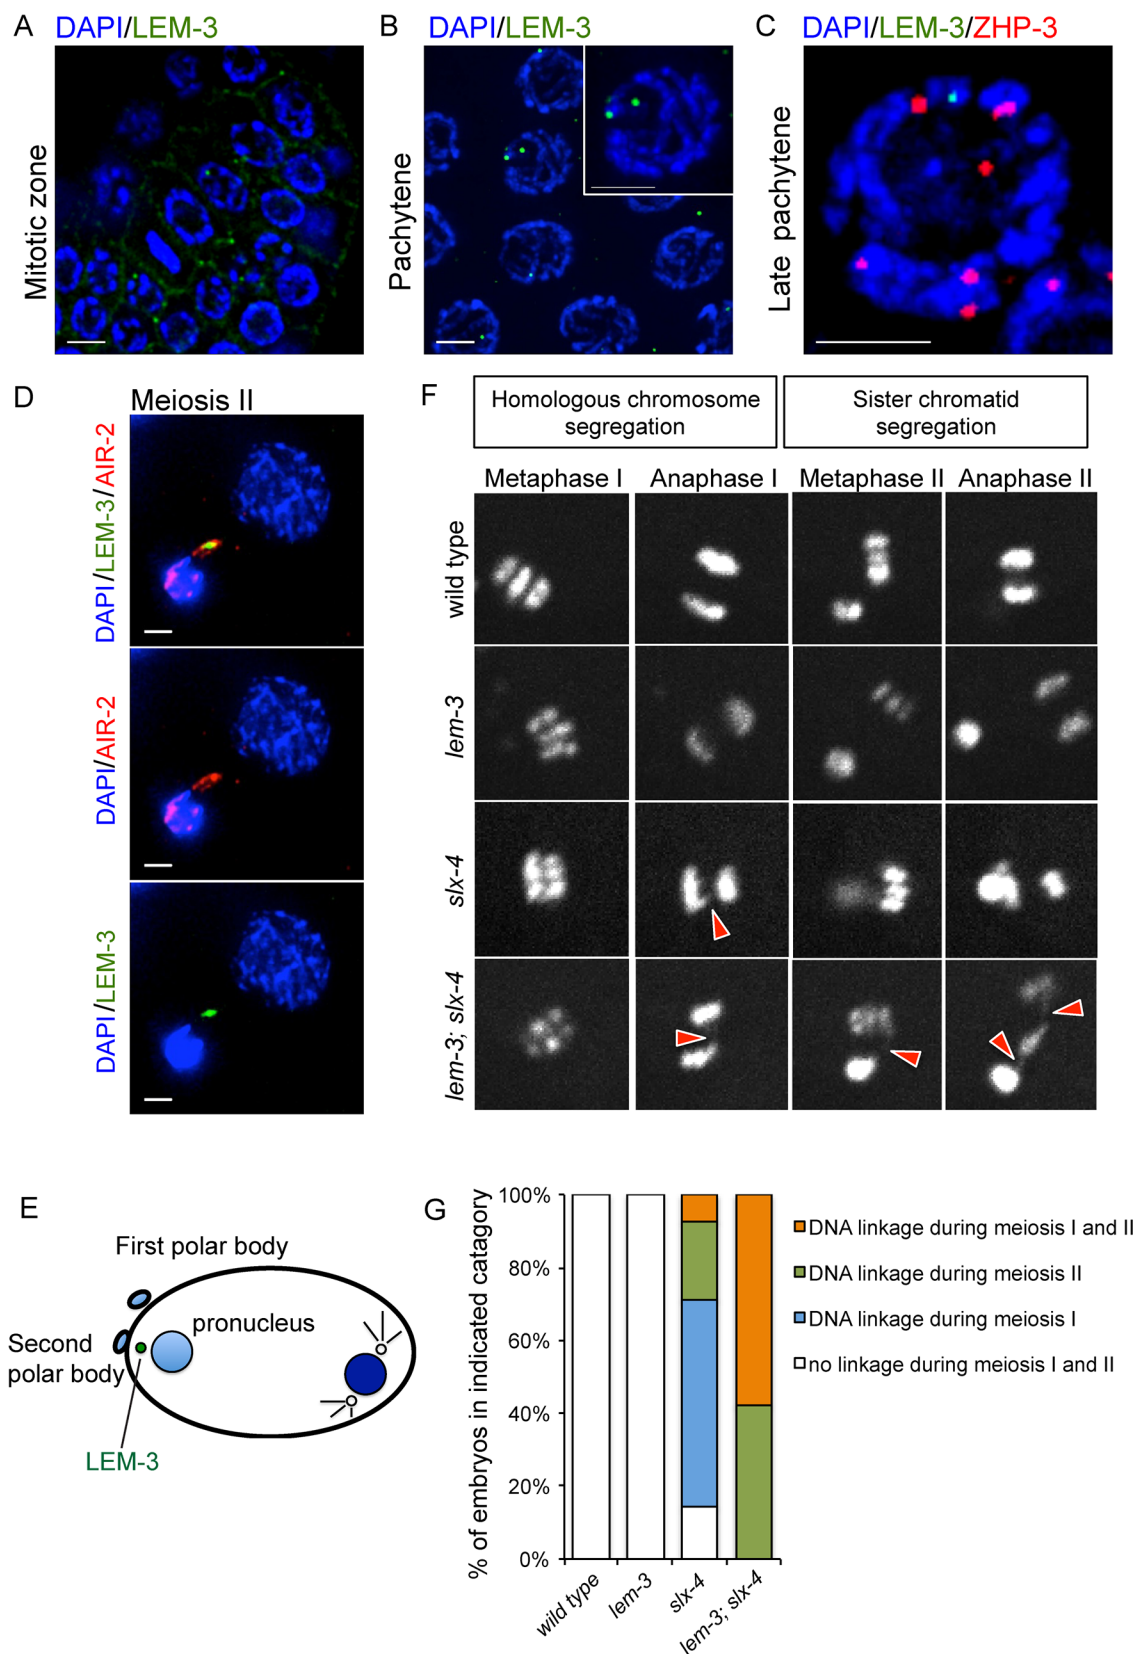 A
DAPI/LEM-3
Mitotic zone
B
DAPI/LEM-3
Pachytene
C
DAPI/LEM-3/ZHP-3
Late pachytene
D
Meiosis II
DAPI/LEM-3/AIR-2
DAPI/AIR-2
DAPI/LEM-3
F
Homologous chromosome
segregation
Sister chromatid
segregation
Metaphase I
Anaphase I
Metaphase II
Anaphase II
wild type
lem-3
slx-4
lem-3; slx-4
E
First polar body
pronucleus
Second
polar body
LEM-3
G
% of embryos in indicated catagory
100%
80%
60%
40%
20%
0%
wild type
lem-3
slx-4
lem-3; slx-4
DNA linkage during meiosis I and II
DNA linkage during meiosis II
DNA linkage during meiosis I
no linkage during meiosis I and II